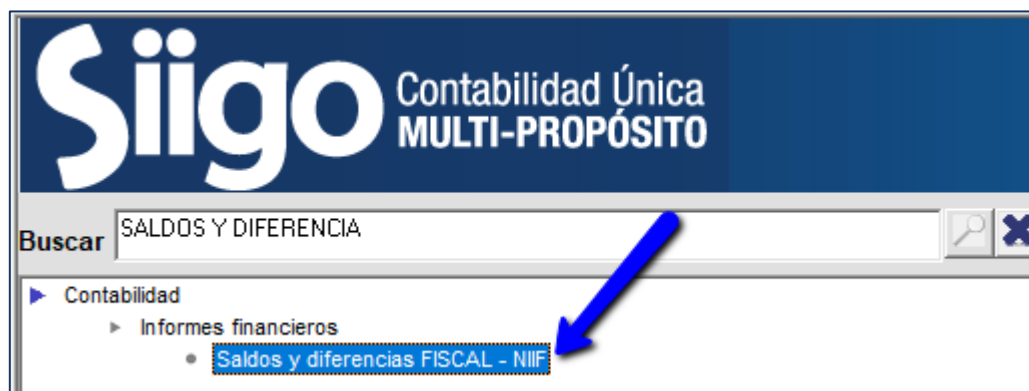 Siigo Contabilidad Única
MULTI-PROPÓSITO
Buscar SALDOS Y DIFERENCIA
Contabilidad
Informes financieros
Saldos y diferencias FISCAL - NIIF